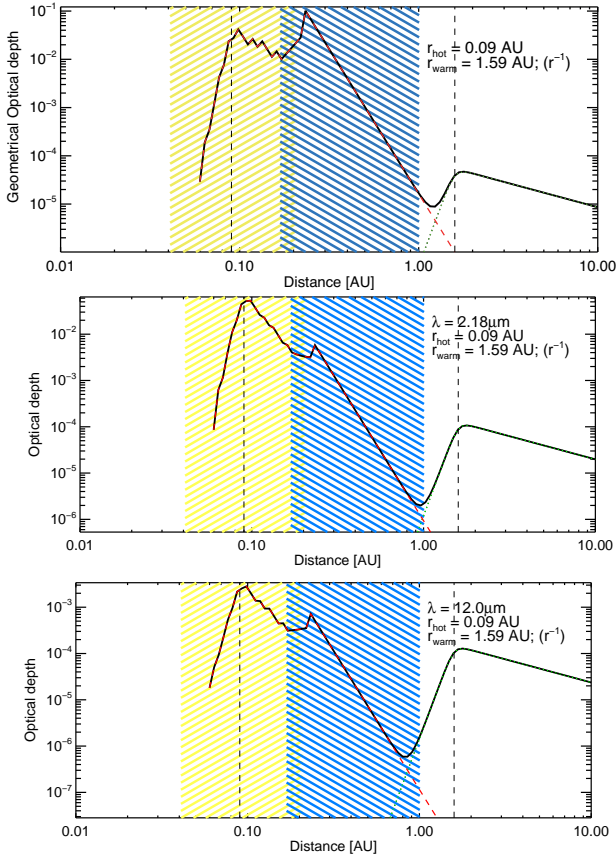 10⁻¹
10⁻²
10⁻³
10⁻⁴
10⁻⁵
Geometrical Optical depth
r_hot = 0.09 AU
r_warm = 1.59 AU; (r⁻¹)
0.01 0.10 1.00 10.00
Distance [AU]
10⁻²
10⁻³
10⁻⁴
10⁻⁵
10⁻⁶
Optical depth
λ = 2.18μm
r_hot = 0.09 AU
r_warm = 1.59 AU; (r⁻¹)
0.01 0.10 1.00 10.00
Distance [AU]
10⁻³
10⁻⁴
10⁻⁵
10⁻⁶
10⁻⁷
Optical depth
λ = 12.0μm
r_hot = 0.09 AU
r_warm = 1.59 AU; (r⁻¹)
0.01 0.10 1.00 10.00
Distance [AU]